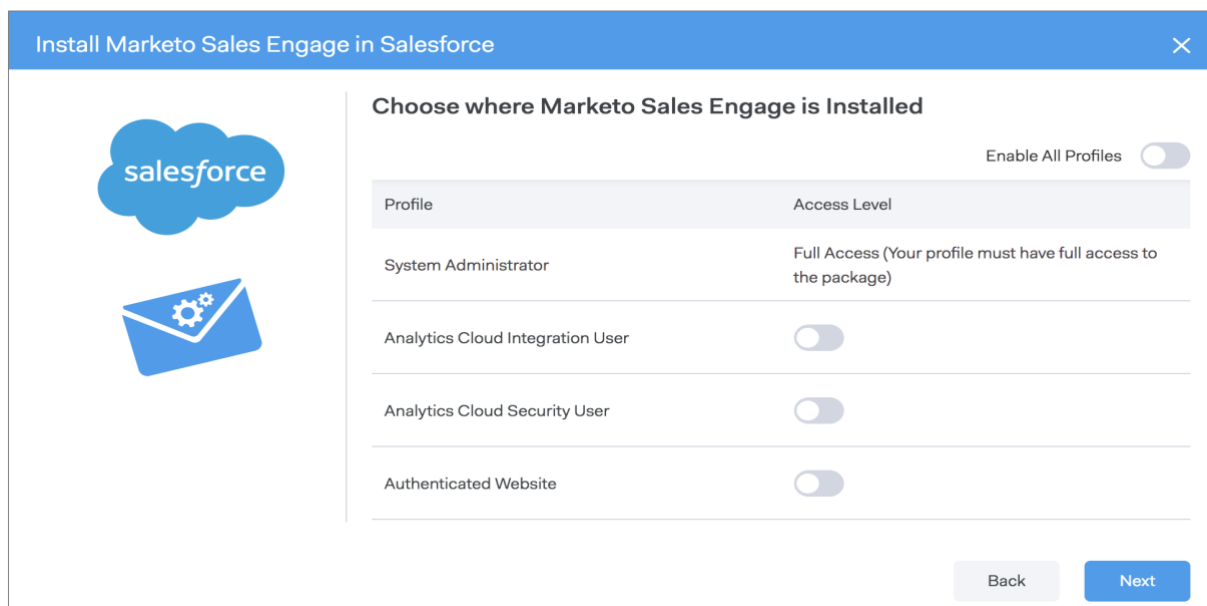 Install Marketo Sales Engage in Salesforce
salesforce
Choose where Marketo Sales Engage is Installed
Enable All Profiles
Profile Access Level
System Administrator Full Access (Your profile must have full access to
the package)
Analytics Cloud Integration User
Analytics Cloud Security User
Authenticated Website
Back Next